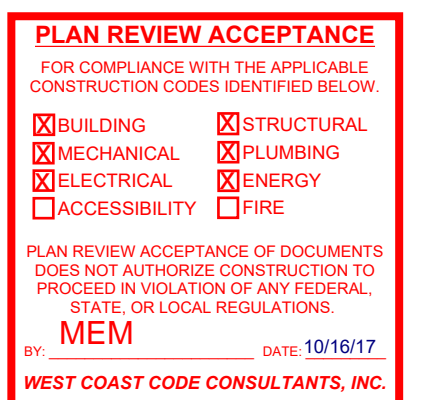 PLAN REVIEW ACCEPTANCE
FOR COMPLIANCE WITH THE APPLICABLE
CONSTRUCTION CODES IDENTIFIED BELOW.
X BUILDING X STRUCTURAL
X MECHANICAL X PLUMBING
X ELECTRICAL X ENERGY
ACCESSIBILITY FIRE
PLAN REVIEW ACCEPTANCE OF DOCUMENTS
DOES NOT AUTHORIZE CONSTRUCTION TO
PROCEED IN VIOLATION OF ANY FEDERAL,
STATE, OR LOCAL REGULATIONS.
BY: MEM DATE: 10/16/17
WEST COAST CODE CONSULTANTS, INC.